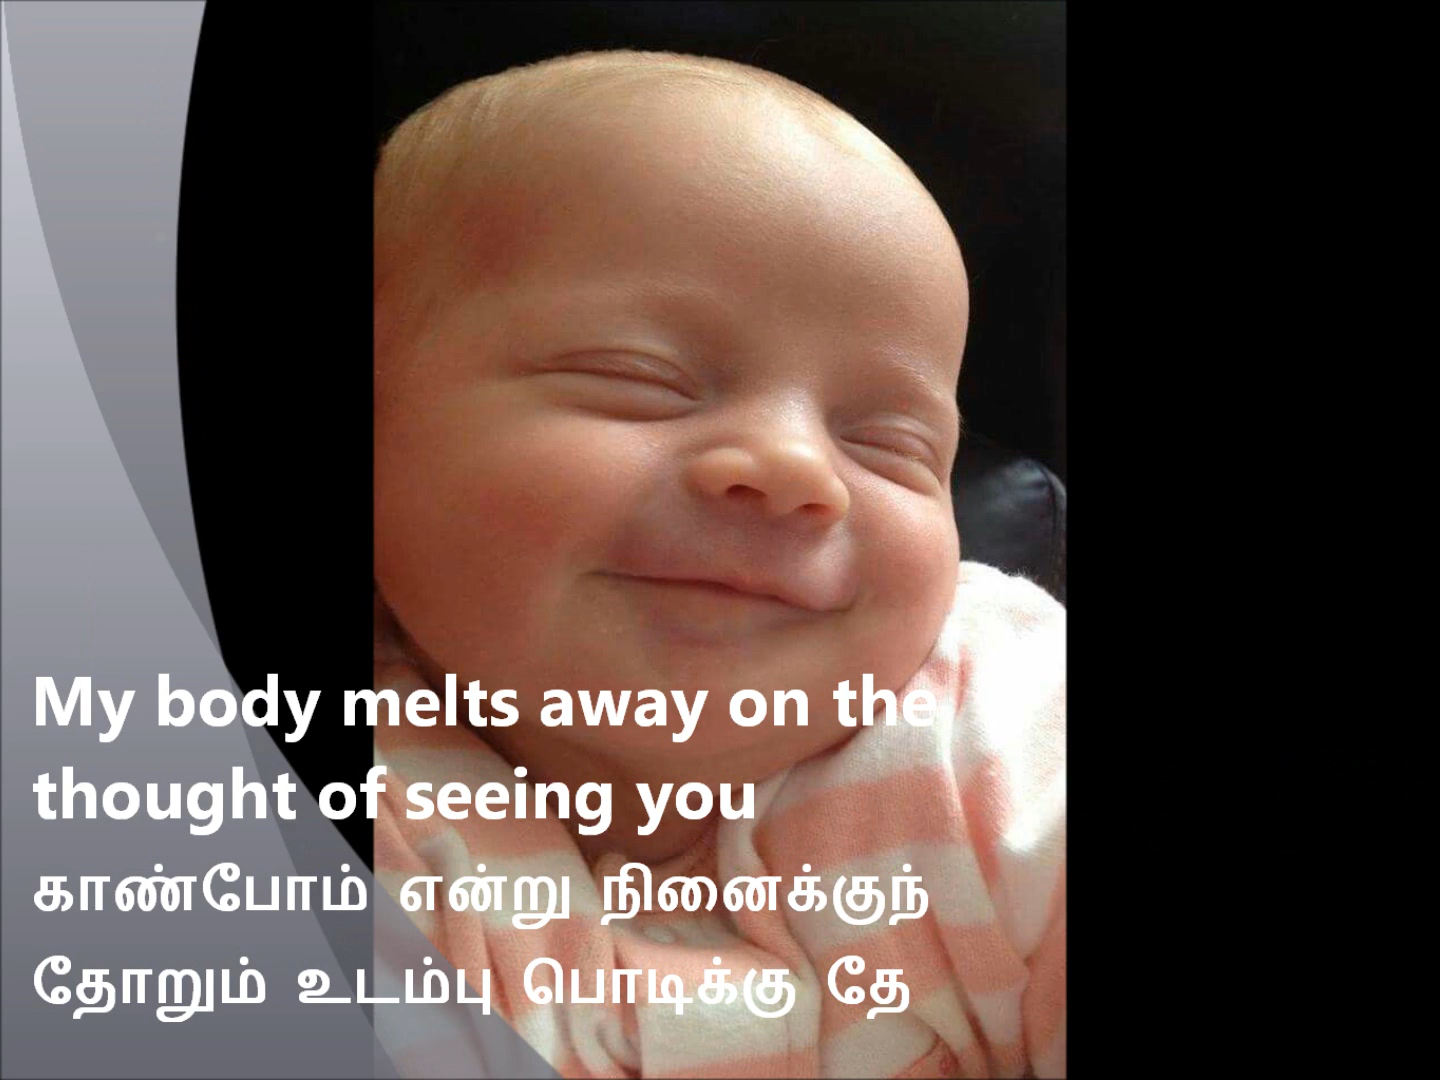 My body melts away on the
thought of seeing you
காண்போம் என்று நினைக்குந்
தோறும் உடம்பு பொடிக்கு தே